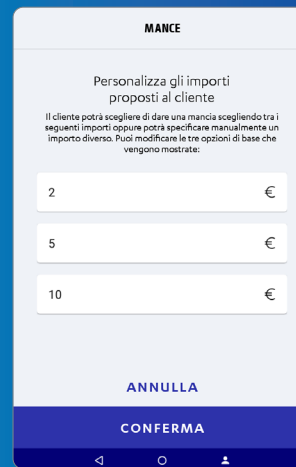 MANCE
Personalizza gli importi
proposti al cliente
Il cliente potrà scegliere di dare una mancia scegliendo tra i
seguenti importi oppure potrà specificare manualmente un
importo diverso. Puoi modificare le tre opzioni di base che
vengono mostrate:
2 €
5 €
10 €
ANNULLA
CONFERMA